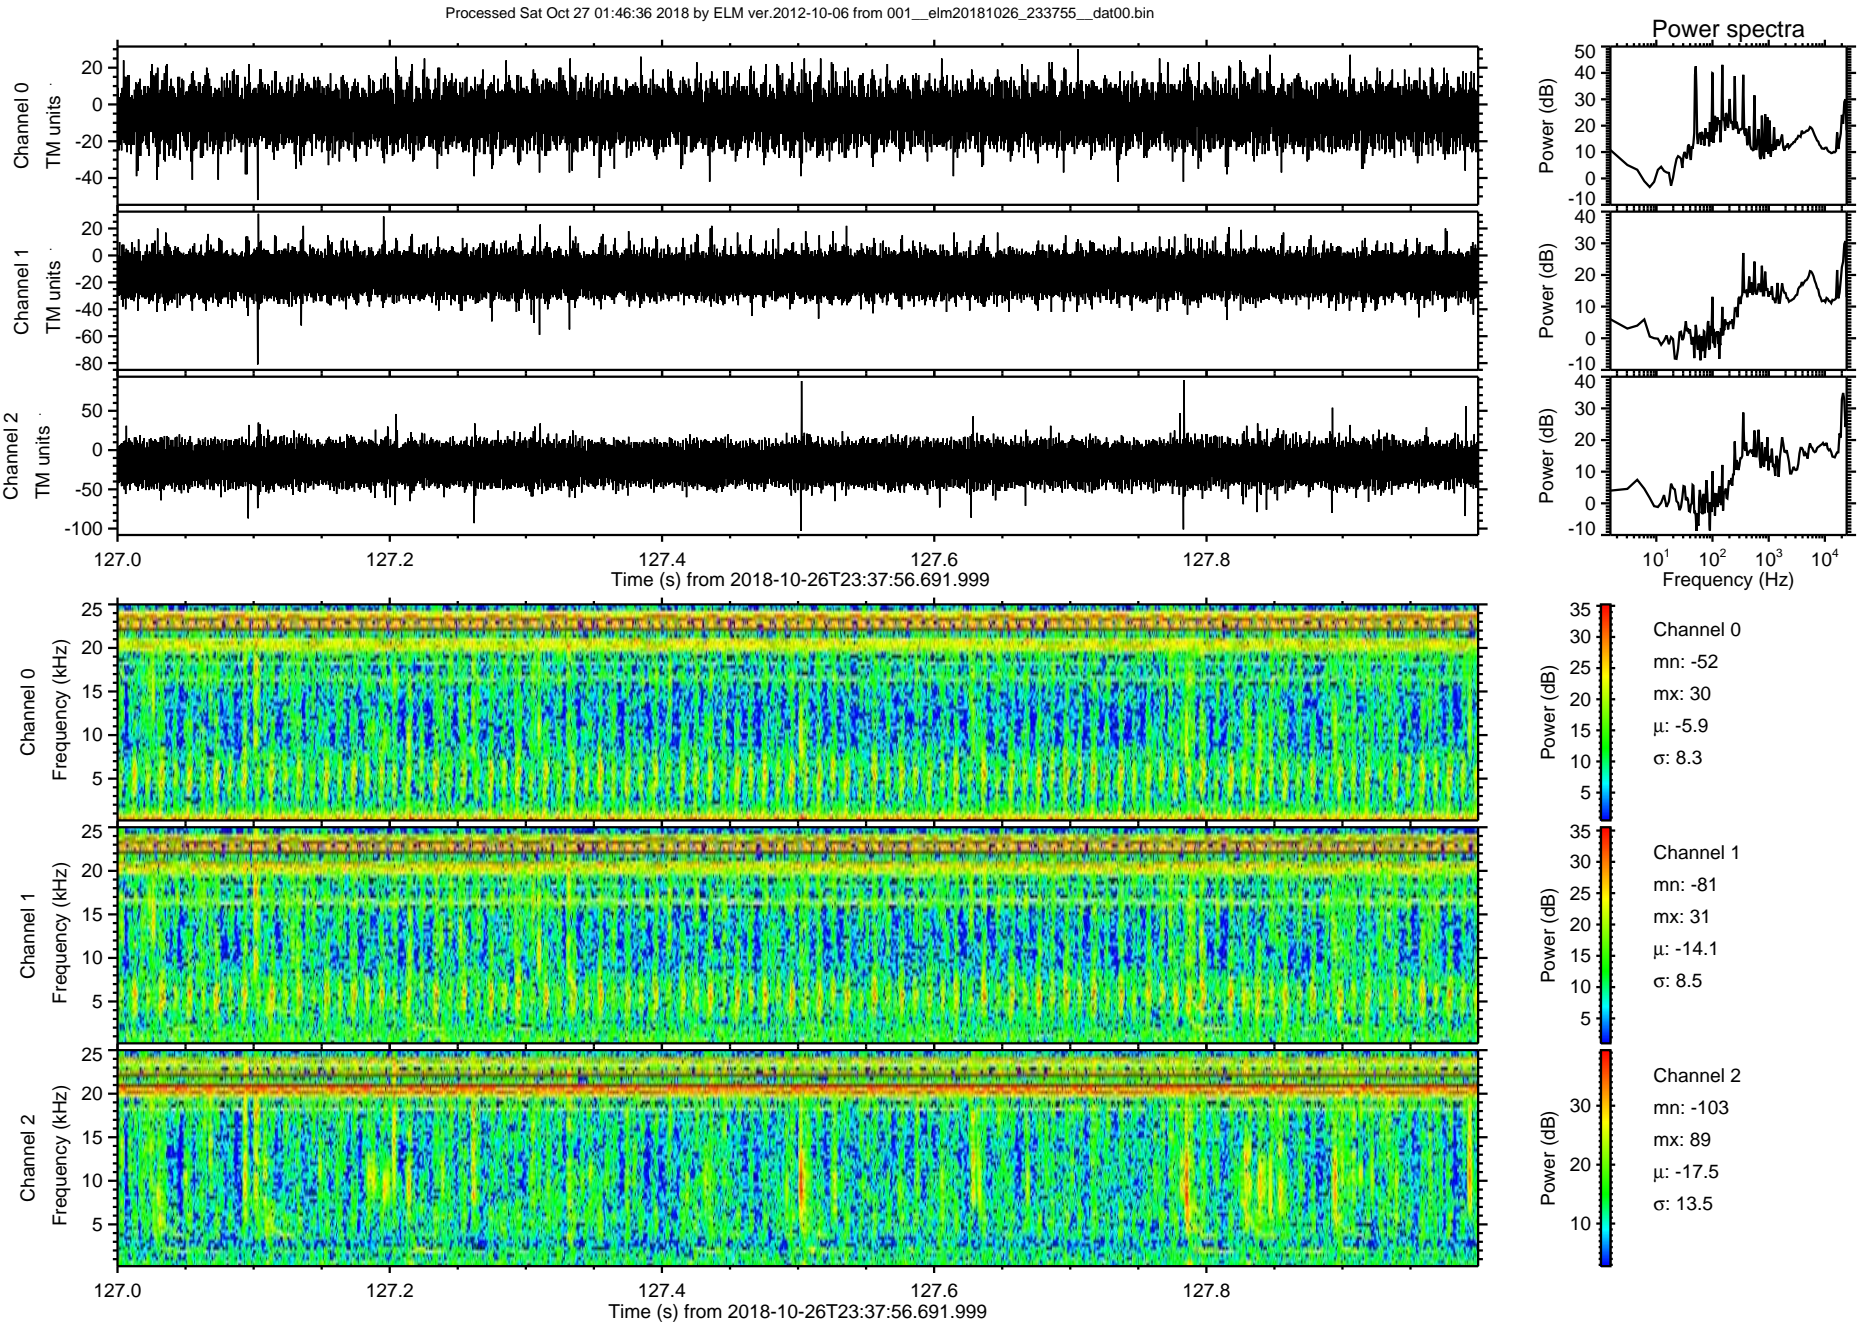 Processed Sat Oct 27 01:46:36 2018 by ELM ver.2012-10-06 from 001__elm20181026_233755__dat00.bin
Power spectra
Channel 0
TM units
20
0
-20
-40
Power (dB)
50
40
30
20
10
0
-10
Channel 1
TM units
20
0
-20
-40
-60
-80
Power (dB)
40
30
20
10
0
-10
Channel 2
TM units
50
0
-50
-100
Power (dB)
40
30
20
10
0
-10
127.0 127.2 127.4 127.6 127.8
Time (s) from 2018-10-26T23:37:56.691.999
10¹ 10² 10³ 10⁴
Frequency (Hz)
Channel 0
Frequency (kHz)
25
20
15
10
5
Power (dB)
35
30
25
20
15
10
5
Channel 0
mn: -52
mx: 30
μ: -5.9
σ: 8.3
Channel 1
Frequency (kHz)
25
20
15
10
5
Power (dB)
35
30
25
20
15
10
5
Channel 1
mn: -81
mx: 31
μ: -14.1
σ: 8.5
Channel 2
Frequency (kHz)
25
20
15
10
5
Power (dB)
30
20
10
Channel 2
mn: -103
mx: 89
μ: -17.5
σ: 13.5
127.0 127.2 127.4 127.6 127.8
Time (s) from 2018-10-26T23:37:56.691.999